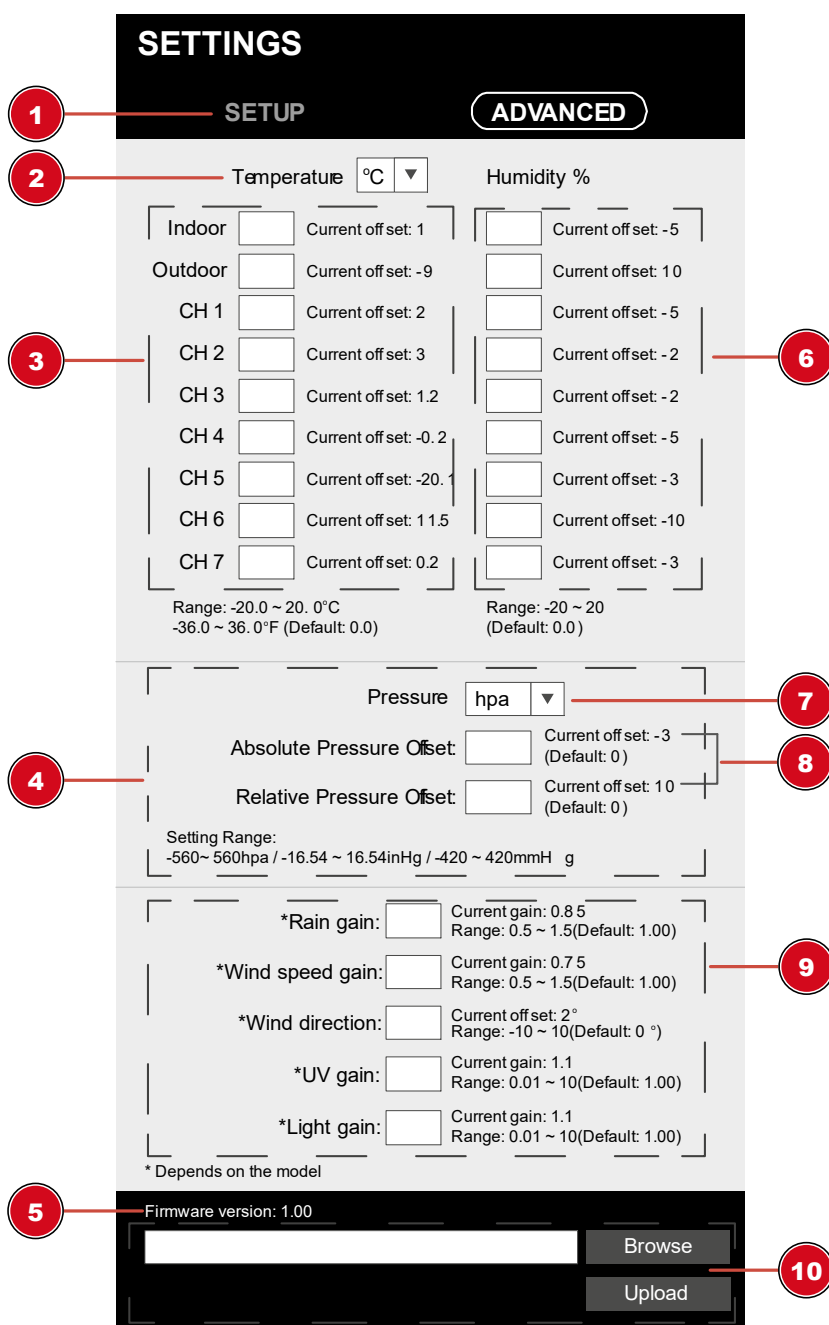 SETTINGS
1 SETUP ADVANCED
2 Temperature °C ▼ Humidity %
Indoor Current offset: 1 Current offset: -5
Outdoor Current offset: -9 Current offset: 10
CH 1 Current offset: 2 Current offset: -5
3 CH 2 Current offset: 3 Current offset: -2 6
CH 3 Current offset: 1.2 Current offset: -2
CH 4 Current offset: -0.2 Current offset: -5
CH 5 Current offset: -20.1 Current offset: -3
CH 6 Current offset: 11.5 Current offset: -10
CH 7 Current offset: 0.2 Current offset: -3
Range: -20.0 ~ 20.0°C Range: -20 ~ 20
-36.0 ~ 36.0°F (Default: 0.0) (Default: 0.0)
Pressure hpa ▼ 7
Absolute Pressure Offset: Current offset: -3
(Default: 0) 8
4
Relative Pressure Offset: Current offset: 10
(Default: 0)
Setting Range:
-560~ 560hpa / -16.54 ~ 16.54inHg / -420 ~ 420mmH g
*Rain gain: Current gain: 0.85
Range: 0.5 ~ 1.5(Default: 1.00)
*Wind speed gain: Current gain: 0.75 9
Range: 0.5 ~ 1.5(Default: 1.00)
*Wind direction: Current offset: 2°
Range: -10 ~ 10(Default: 0 °)
*UV gain: Current gain: 1.1
Range: 0.01 ~ 10(Default: 1.00)
*Light gain: Current gain: 1.1
Range: 0.01 ~ 10(Default: 1.00)
* Depends on the model
5 Firmware version: 1.00
Browse
10
Upload